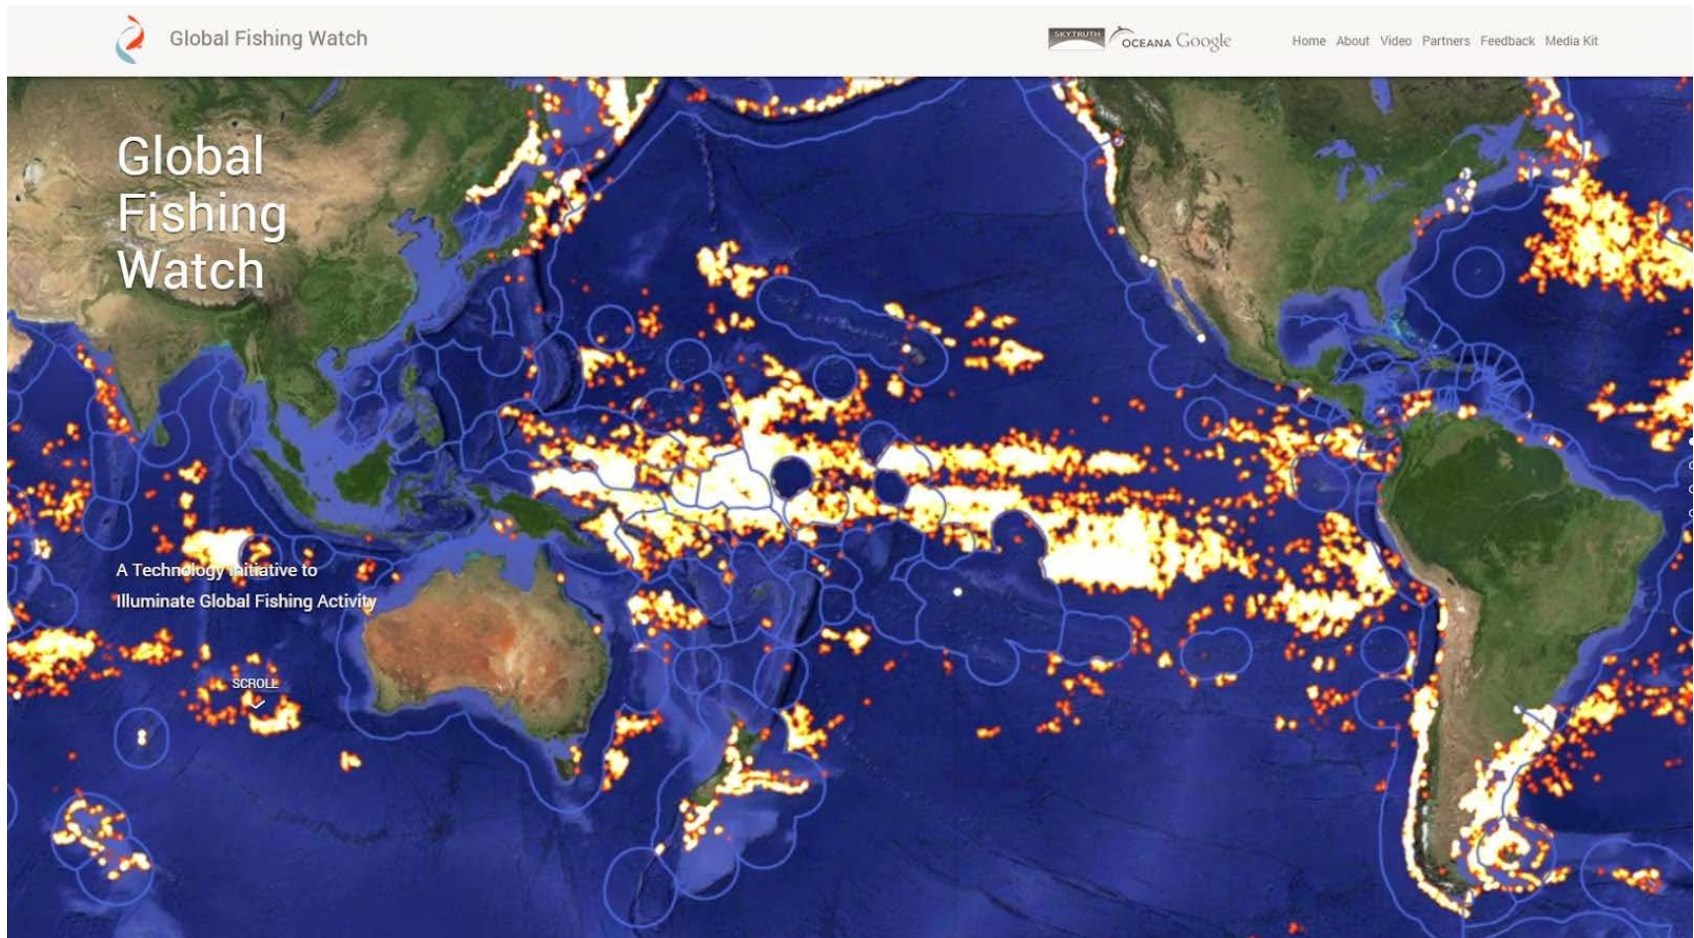 Global Fishing Watch
SKYTRUTH OCEANA Google
Home About Video Partners Feedback Media Kit
Global
Fishing
Watch
A Technology Initiative to
Illuminate Global Fishing Activity
SCROLL